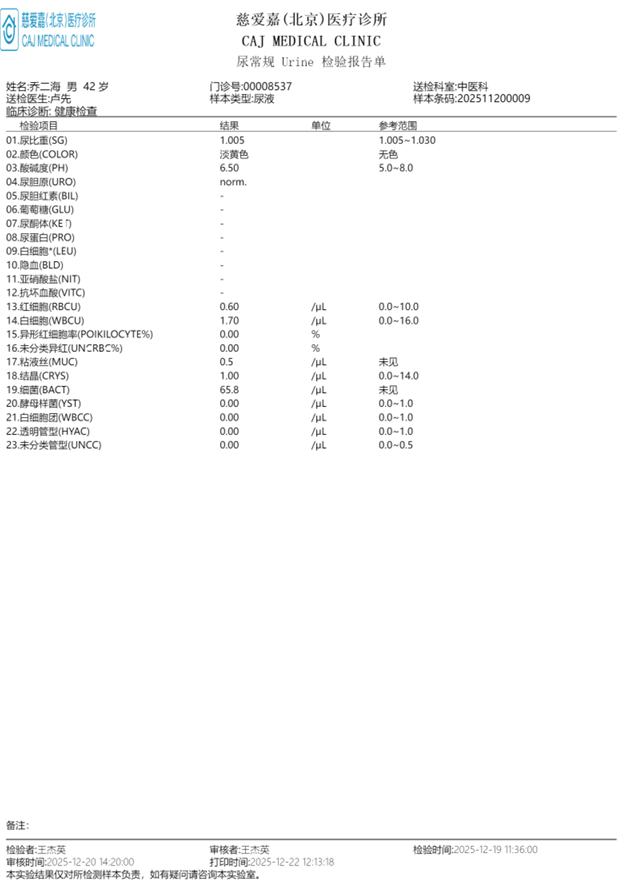 慈爱嘉(北京)医疗诊所
CAJ MEDICAL CLINIC
慈爱嘉(北京)医疗诊所
CAJ MEDICAL CLINIC
尿常规 Urine 检验报告单
姓名:乔二海 男 42 岁 门诊号:00008537 送检科室:中医科
送检医生:卢先 样本类型:尿液 样本条码:202511200009
临床诊断: 健康检查
检验项目 结果 单位 参考范围
01.尿比重(SG) 1.005 1.005~1.030
02.颜色(COLOR) 淡黄色 无色
03.酸碱度(PH) 6.50 5.0~8.0
04.尿胆原(URO) norm.
05.尿胆红素(BIL) -
06.葡萄糖(GLU) -
07.尿酮体(KET) -
08.尿蛋白(PRO) -
09.白细胞*(LEU) -
10.隐血(BLD) -
11.亚硝酸盐(NIT) -
12.抗坏血酸(VITC) -
13.红细胞(RBCU) 0.60 /μL 0.0~10.0
14.白细胞(WBCU) 1.70 /μL 0.0~16.0
15.异形红细胞率(POIKILOCYTE%) 0.00 %
16.未分类异红(UNCRBC%) 0.00 %
17.粘液丝(MUC) 0.5 /μL 未见
18.结晶(CRYS) 1.00 /μL 0.0~14.0
19.细菌(BACT) 65.8 /μL 未见
20.酵母样菌(YST) 0.00 /μL 0.0~1.0
21.白细胞团(WBCC) 0.00 /μL 0.0~1.0
22.透明管型(HYAC) 0.00 /μL 0.0~1.0
23.未分类管型(UNCC) 0.00 /μL 0.0~0.5
备注:
检验者:王杰英 审核者:王杰英 检验时间:2025-12-19 11:36:00
审核时间:2025-12-20 14:20:00 打印时间:2025-12-22 12:13:18
本实验结果仅对所检测样本负责，如有疑问请咨询本实验室。